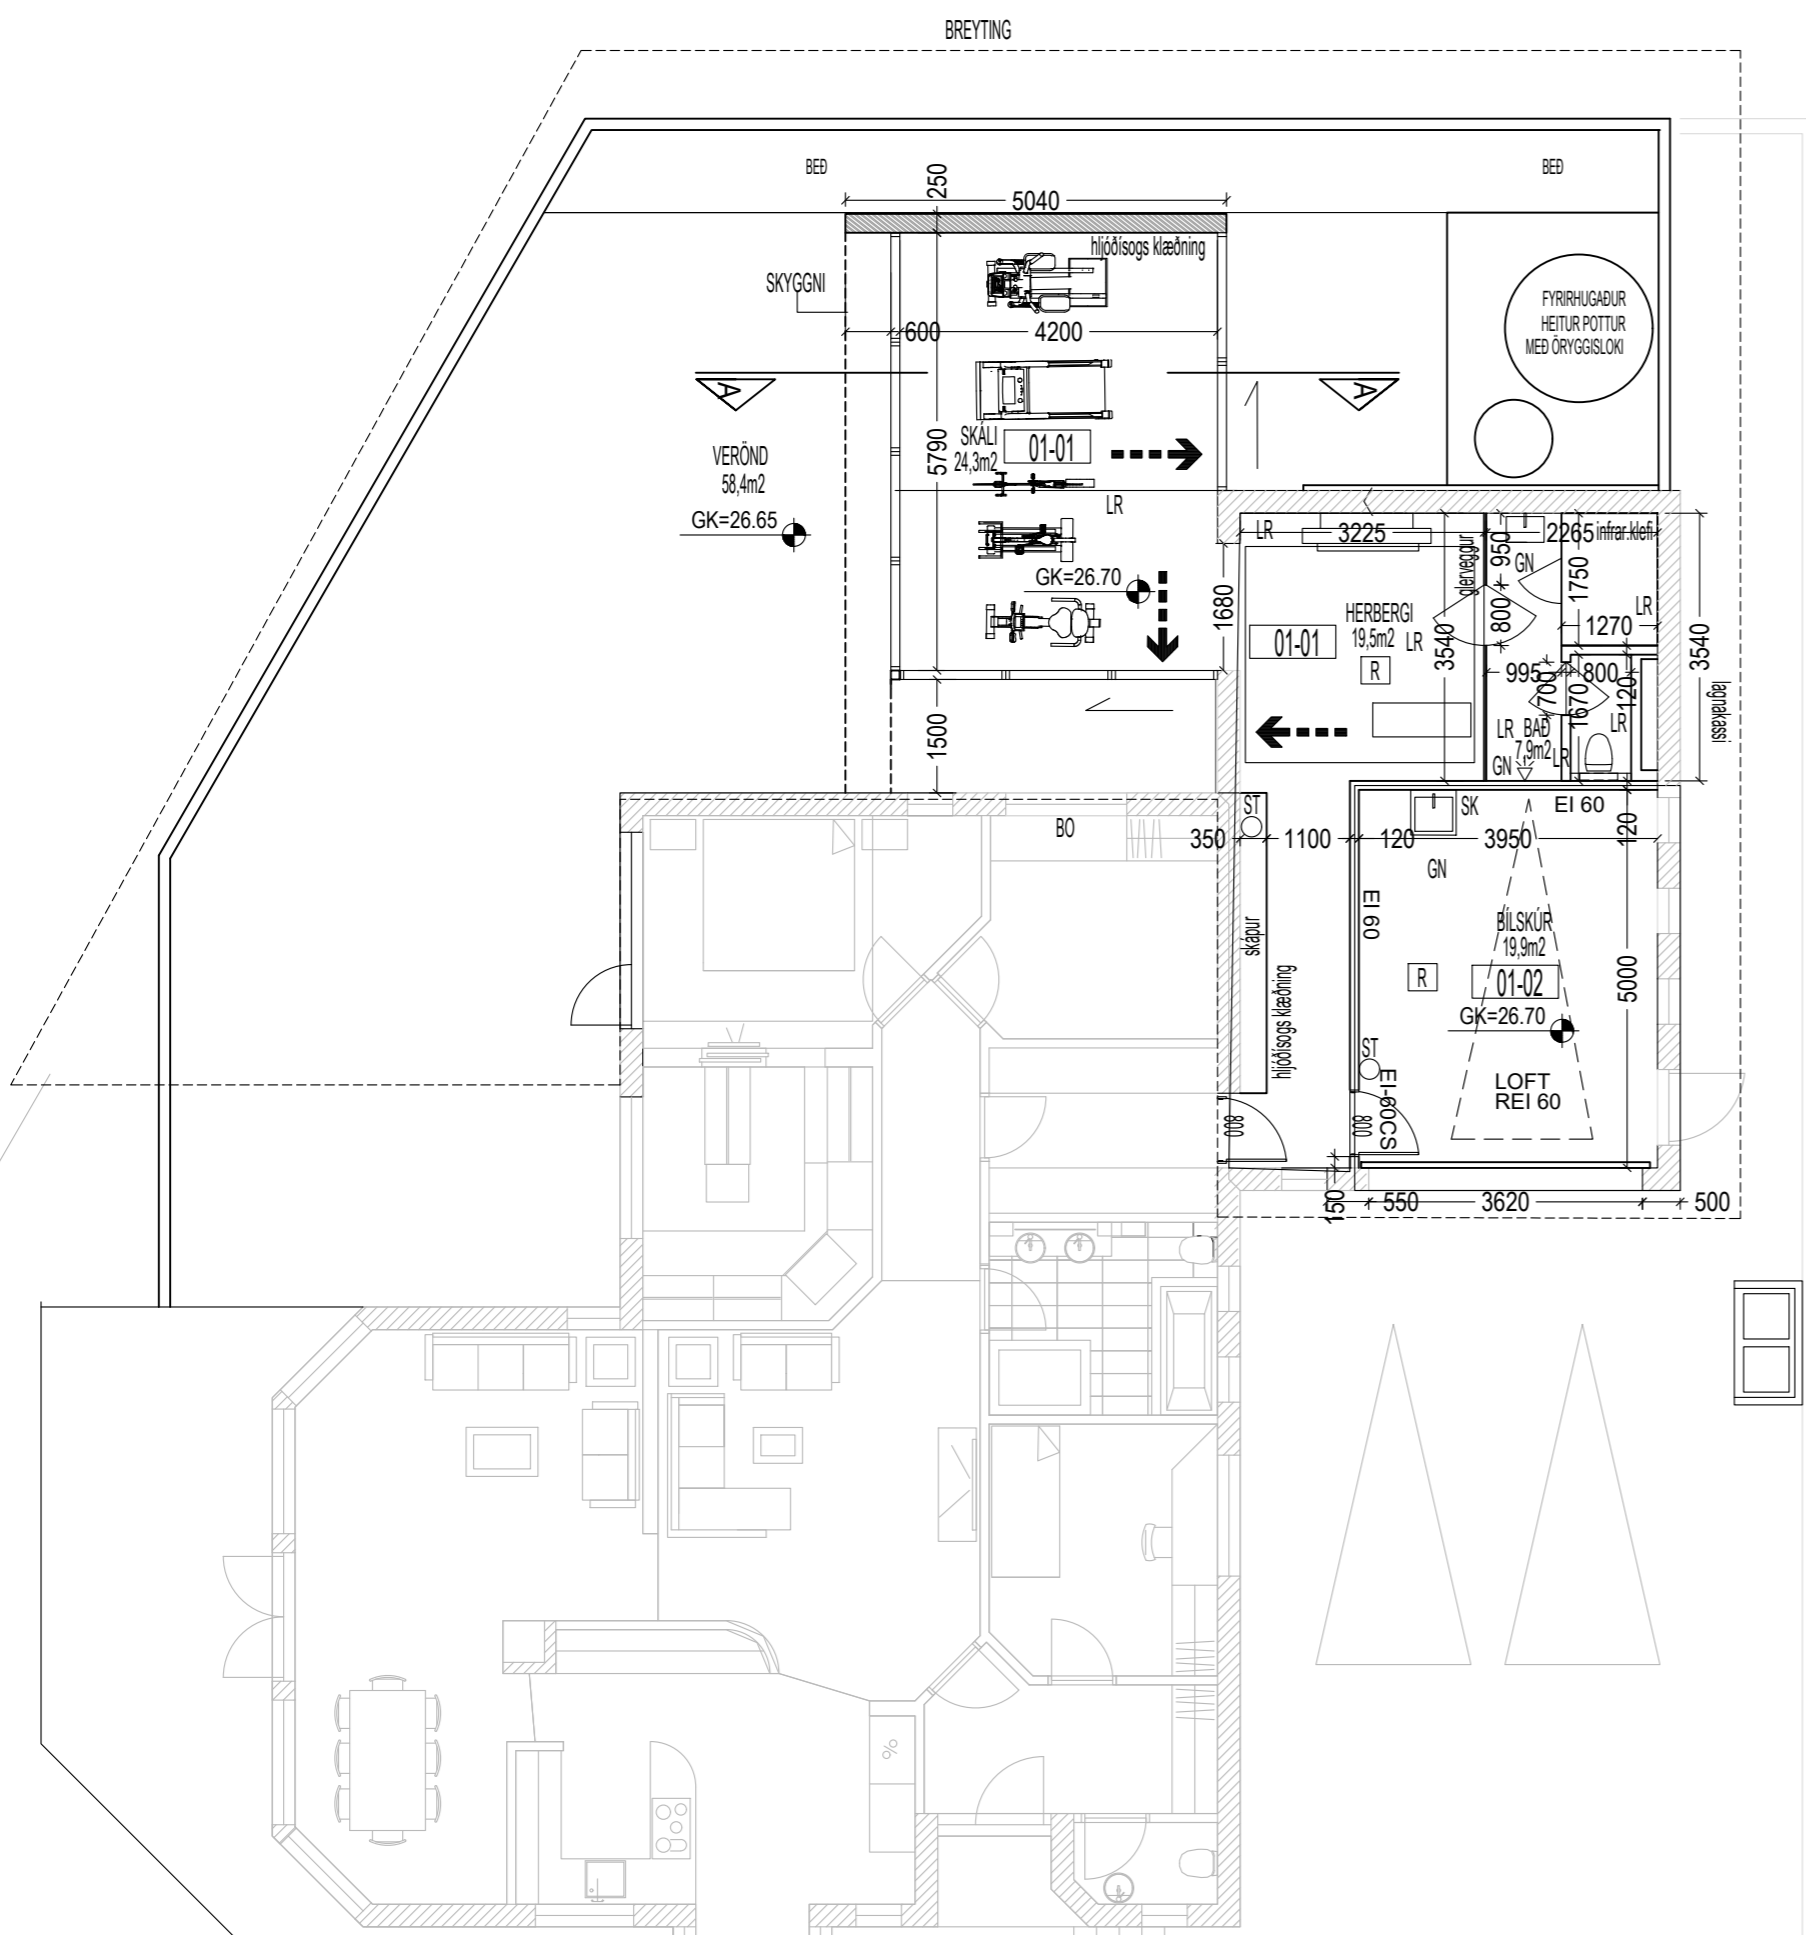 BREYTING
BEÐ
BEÐ
250
5040
hljóðísogs klæðning
SKYGGNI
600
4200
FYRIRHUGAÐUR
HEITUR POTTUR
MEÐ ÖRYGGISLOKI
A
A
VERÖND
58,4m2
GK=26.65
5790
SKÁLI
24,3m2
01-01
LR
GK=26.70
1680
1500
LR
3225
glerveggur
950
2265
infrar.klefi
GN
1750
800
LR
1270
HERBERGI
19,5m2
01-01
LR
R
3540
3540
995
700
800
1670
120
LR
LR
BAÐ
7,9m2
LR
GN
lagnakassi
BO
ST
350
1100
120
3950
SK
EI 60
120
GN
EI 60
skápur
hljóðísogs klæðning
BÍLSKÚR
19,9m2
R
01-02
5000
GK=26.70
ST
EI-60CS
LOFT
REI 60
800
800
150
550
3620
500
%